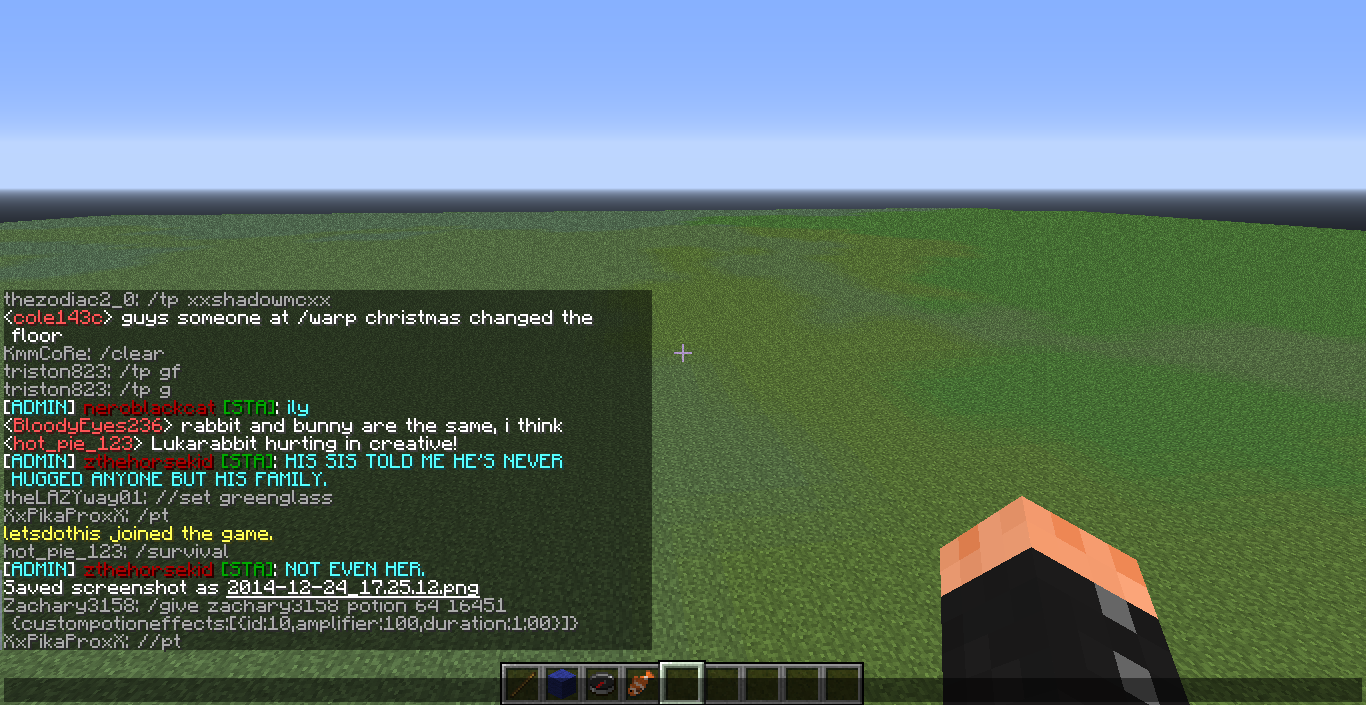 thezodiac2_0: /tp xxshadowmcxx
<cole143c> guys someone at /warp christmas changed the
floor
KmmCoRe: /clear
triston823: /tp gf
triston823: /tp g
[ADMIN] neroblackcat [STA]: ily
<BloodyEyes236> rabbit and bunny are the same, i think
<hot_pie_123> Lukarabbit hurting in creative!
[ADMIN] zthehorsekid [STA]: HIS SIS TOLD ME HE'S NEVER
HUGGED ANYONE BUT HIS FAMILY.
theLAZYway01: //set greenglass
XxPikaProxX: /pt
letsdothis joined the game.
hot_pie_123: /survival
[ADMIN] zthehorsekid [STA]: NOT EVEN HER.
Saved screenshot as 2014-12-24_17.25.12.png
Zachary3158: /give zachary3158 potion 64 16451
{custompotioneffects:[{id:10,amplifier:100,duration:1:00}]}
XxPikaProxX: //pt